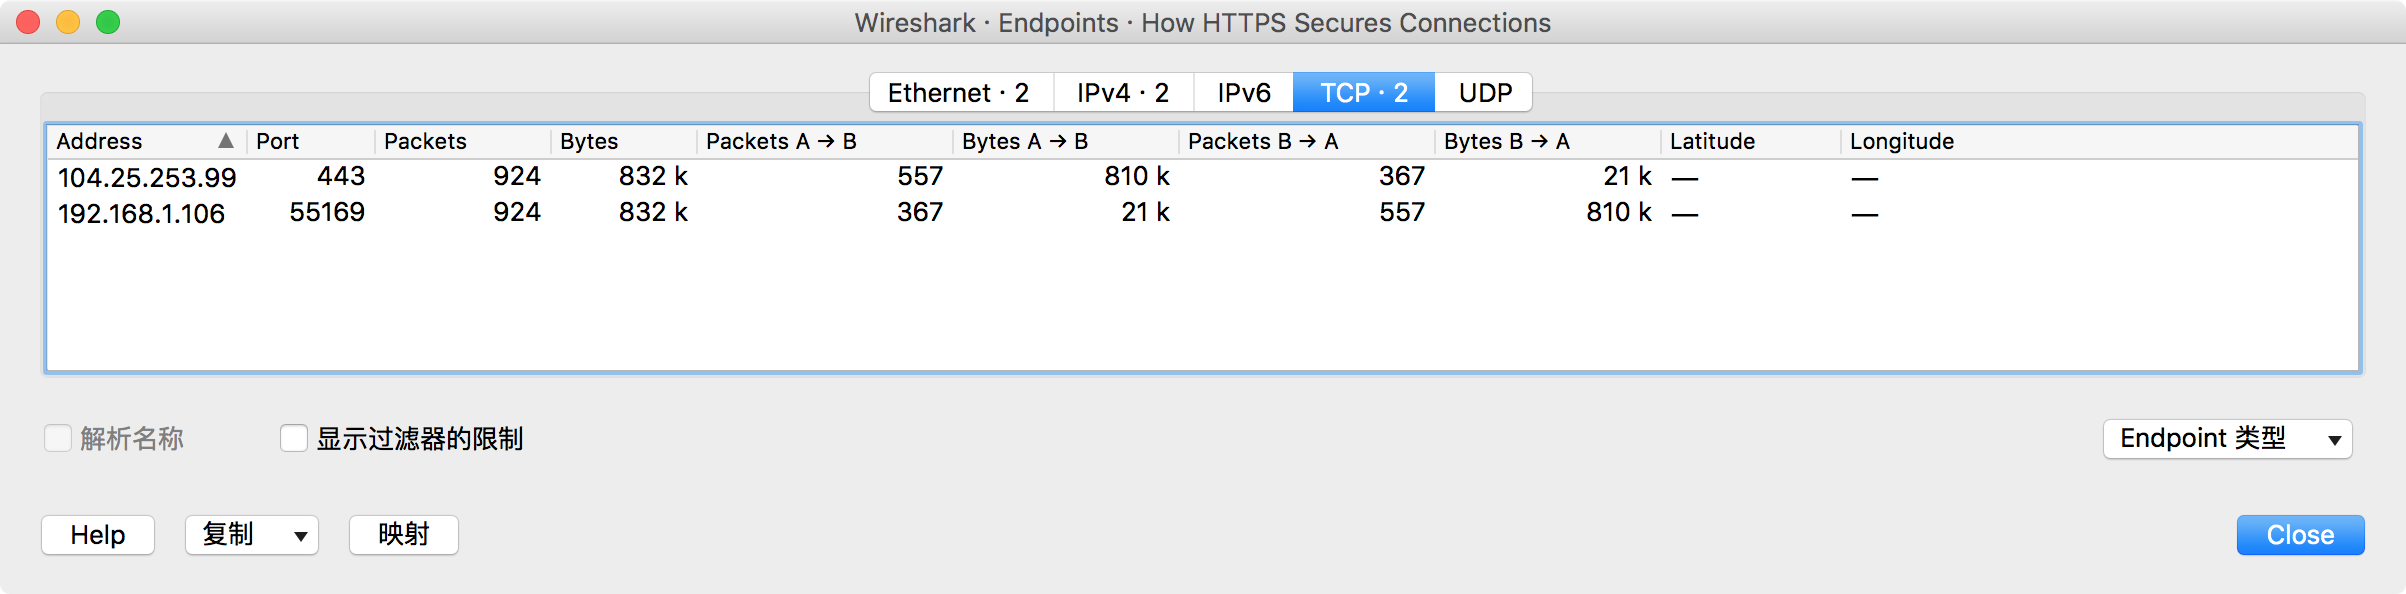 Wireshark · Endpoints · How HTTPS Secures Connections
Ethernet · 2 IPv4 · 2 IPv6 TCP · 2 UDP
Address Port Packets Bytes Packets A → B Bytes A → B Packets B → A Bytes B → A Latitude Longitude
104.25.253.99 443 924 832 k 557 810 k 367 21 k — —
192.168.1.106 55169 924 832 k 367 21 k 557 810 k — —
解析名称 显示过滤器的限制 Endpoint 类型
Help 复制 映射 Close